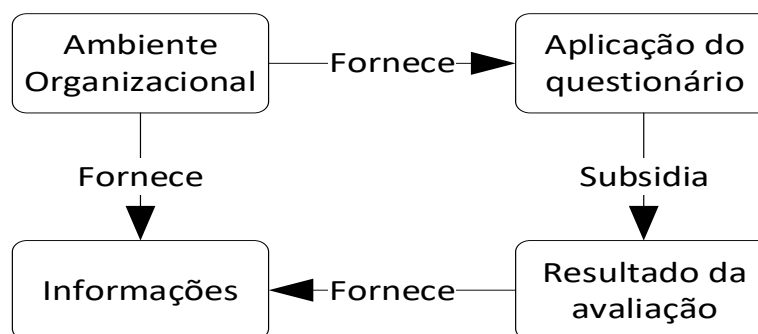 Ambiente
Organizacional
Fornece
Aplicação do
questionário
Fornece
Subsidia
Informações
Fornece
Resultado da
avaliação